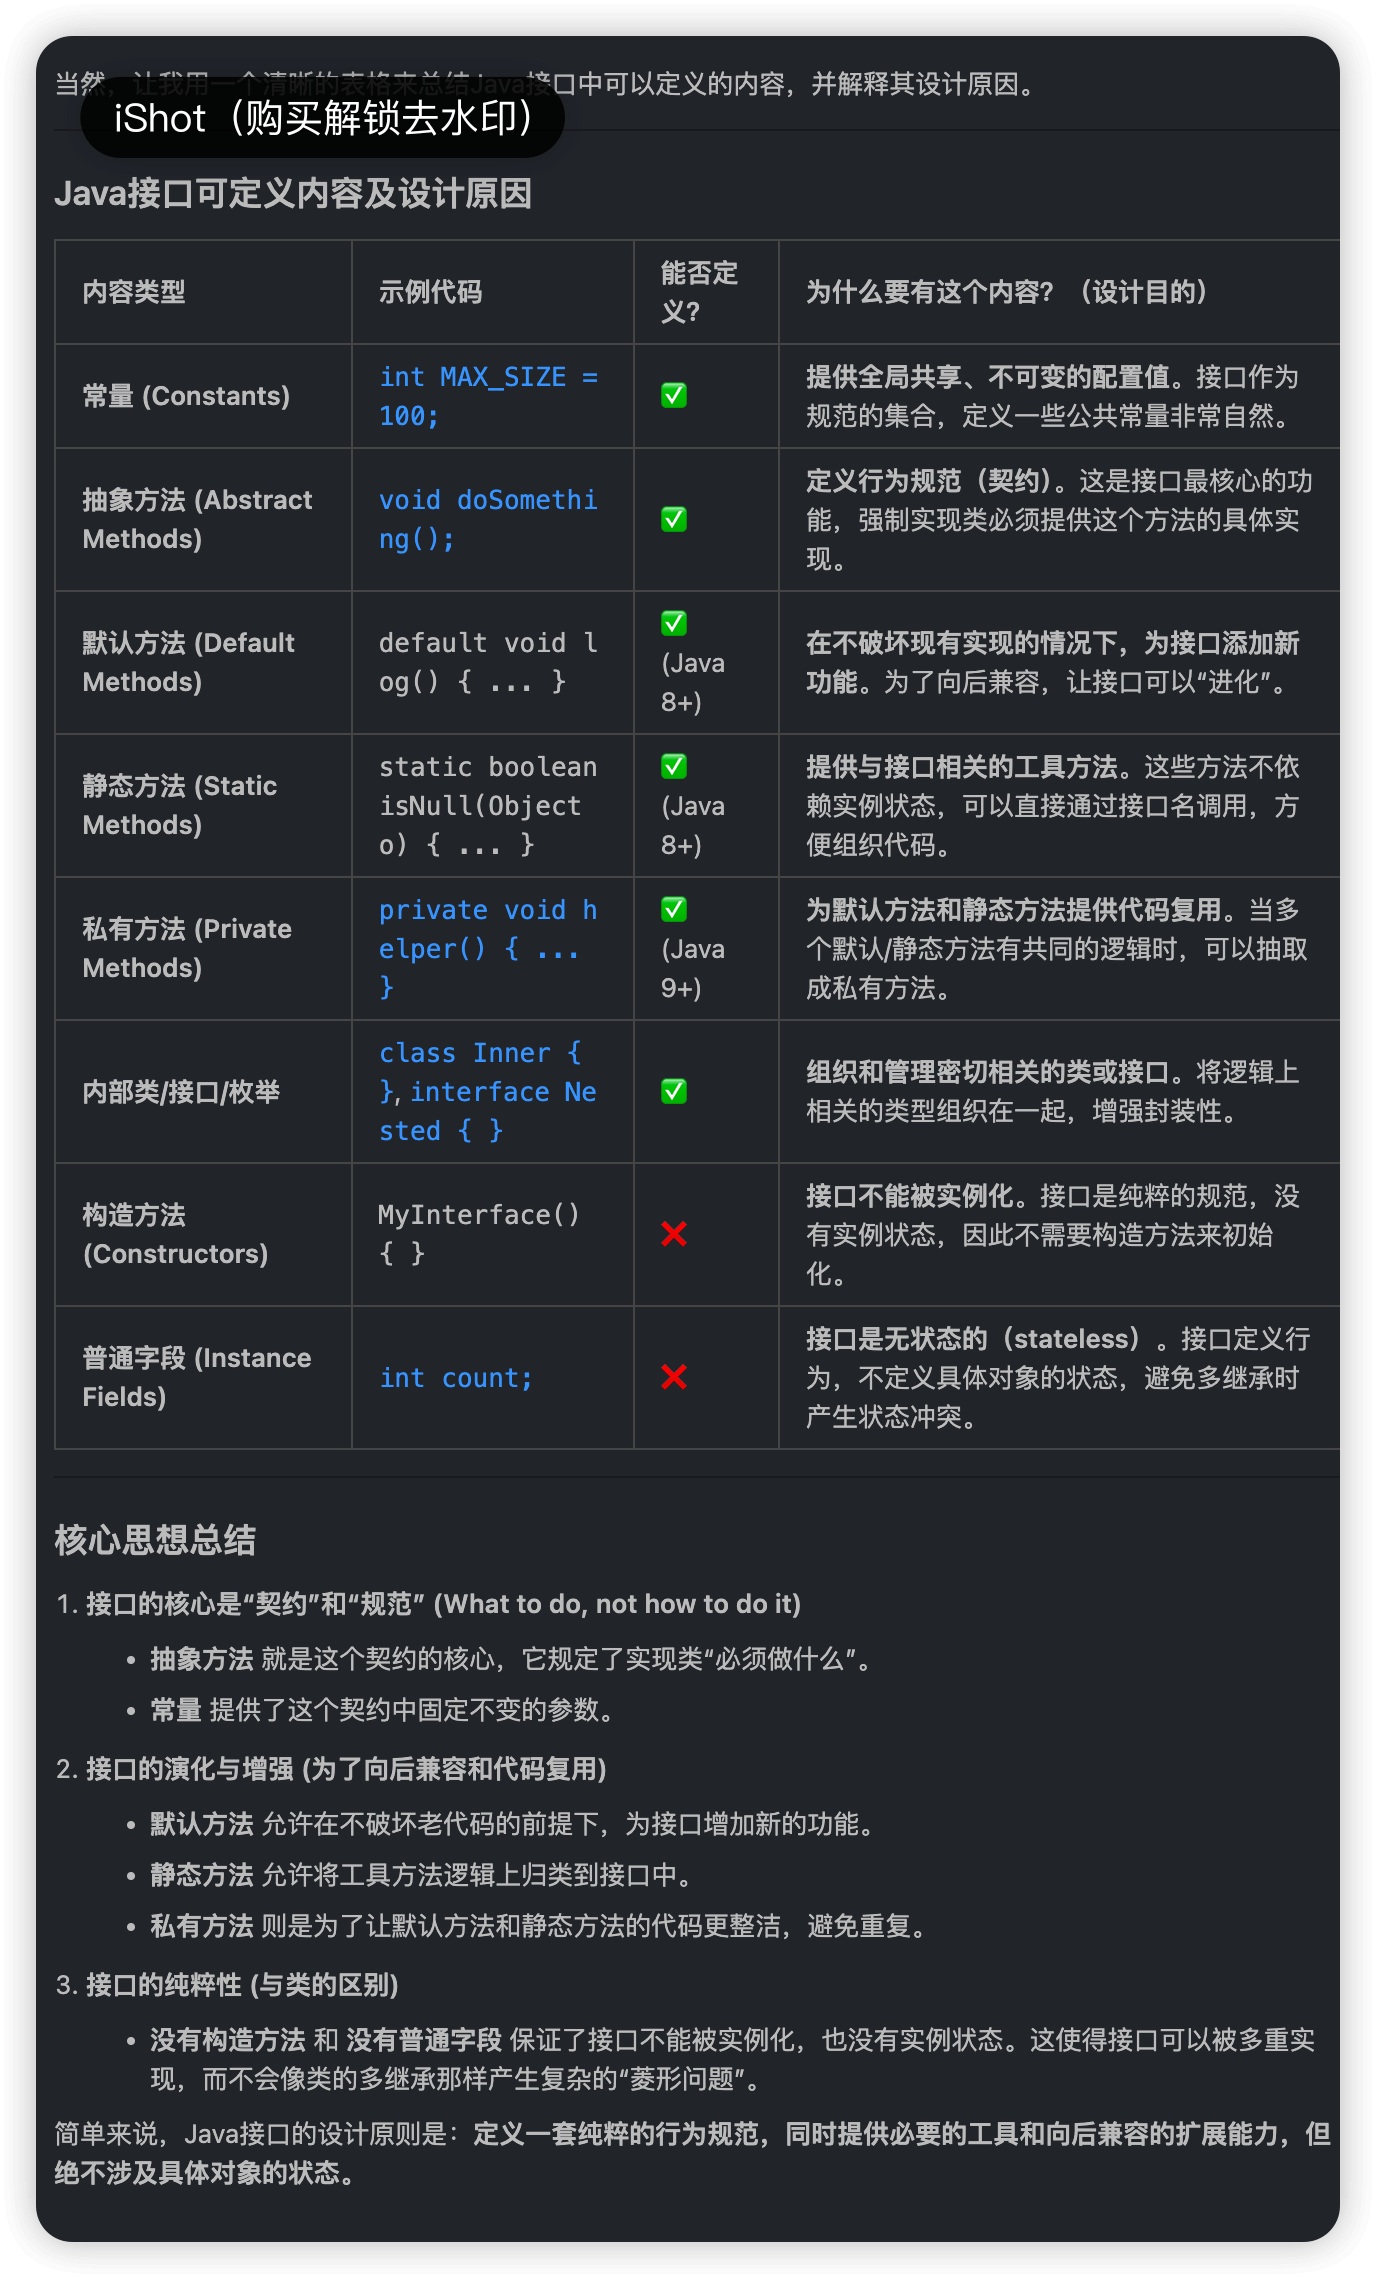 当然，让我用一个清晰的表格来总结Java接口中可以定义的内容，并解释其设计原因。
iShot（购买解锁去水印）
Java接口可定义内容及设计原因
内容类型
示例代码
能否定
义？
为什么要有这个内容？（设计目的）
常量 (Constants)
int MAX_SIZE =
100;
✅
提供全局共享、不可变的配置值。接口作为
规范的集合，定义一些公共常量非常自然。
抽象方法 (Abstract
Methods)
void doSomethi
ng();
✅
定义行为规范（契约）。这是接口最核心的功
能，强制实现类必须提供这个方法的具体实
现。
默认方法 (Default
Methods)
default void l
og() { ... }
✅
(Java
8+)
在不破坏现有实现的情况下，为接口添加新
功能。为了向后兼容，让接口可以“进化”。
静态方法 (Static
Methods)
static boolean
isNull(Object
o) { ... }
✅
(Java
8+)
提供与接口相关的工具方法。这些方法不依
赖实例状态，可以直接通过接口名调用，方
便组织代码。
私有方法 (Private
Methods)
private void h
elper() { ...
}
✅
(Java
9+)
为默认方法和静态方法提供代码复用。当多
个默认/静态方法有共同的逻辑时，可以抽取
成私有方法。
内部类/接口/枚举
class Inner {
}, interface Ne
sted { }
✅
组织和管理密切相关的类或接口。将逻辑上
相关的类型组织在一起，增强封装性。
构造方法
(Constructors)
MyInterface()
{ }
❌
接口不能被实例化。接口是纯粹的规范，没
有实例状态，因此不需要构造方法来初始
化。
普通字段 (Instance
Fields)
int count;
❌
接口是无状态的（stateless）。接口定义行
为，不定义具体对象的状态，避免多继承时
产生状态冲突。
核心思想总结
1. 接口的核心是“契约”和“规范” (What to do, not how to do it)
• 抽象方法 就是这个契约的核心，它规定了实现类“必须做什么”。
• 常量 提供了这个契约中固定不变的参数。
2. 接口的演化与增强 (为了向后兼容和代码复用)
• 默认方法 允许在不破坏老代码的前提下，为接口增加新的功能。
• 静态方法 允许将工具方法逻辑上归类到接口中。
• 私有方法 则是为了让默认方法和静态方法的代码更整洁，避免重复。
3. 接口的纯粹性 (与类的区别)
• 没有构造方法 和 没有普通字段 保证了接口不能被实例化，也没有实例状态。这使得接口可以被多重实
现，而不会像类的多继承那样产生复杂的“菱形问题”。
简单来说，Java接口的设计原则是：定义一套纯粹的行为规范，同时提供必要的工具和向后兼容的扩展能力，但
绝不涉及具体对象的状态。